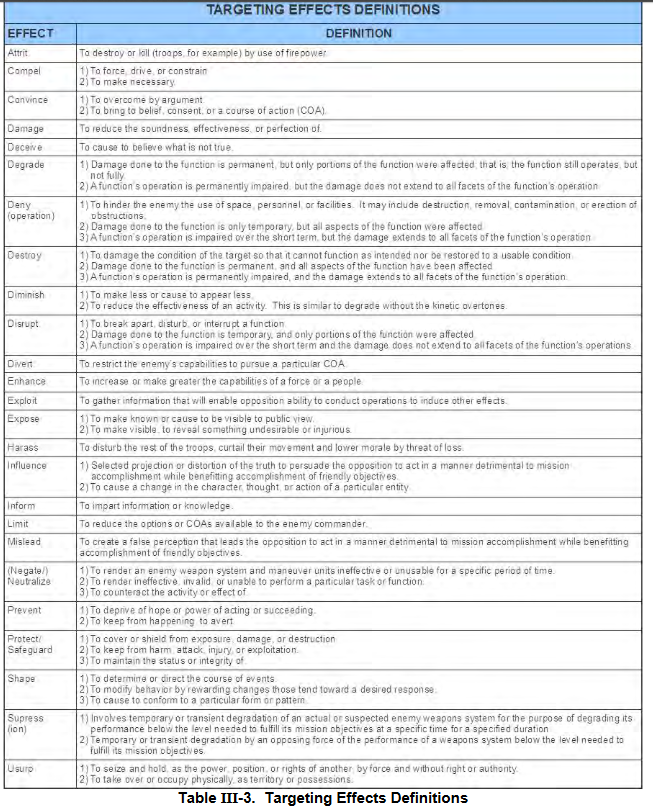 TARGETING EFFECTS DEFINITIONS
EFFECT DEFINITION
Attrit To destroy or kill (troops, for example) by use of firepower.
Compel 1) To force, drive, or constrain
2) To make necessary.
Convince 1) To overcome by argument
2) To bring to belief, consent, or a course of action (COA).
Damage To reduce the soundness, effectiveness, or perfection of.
Deceive To cause to believe what is not true.
Degrade 1) Damage done to the function is permanent, but only portions of the function were affected, that is, the function still operates, but
not fully.
2) A function's operation is permanently impaired, but the damage does not extend to all facets of the function's operation
Deny 1) To hinder the enemy the use of space, personnel, or facilities. It may include destruction, removal, contamination, or erection of
(operation) obstructions.
2) Damage done to the function is only temporary, but all aspects of the function were affected
3) A function's operation is impaired over the short term, but the damage extends to all facets of the function's operation
Destroy 1) To damage the condition of the target so that it cannot function as intended nor be restored to a usable condition.
2) Damage done to the function is permanent, and all aspects of the function have been affected
3) A function's operation is permanently impaired, and the damage extends to all facets of the function's operation.
Diminish 1) To make less or cause to appear less.
2) To reduce the effectiveness of an activity. This is similar to degrade without the kinetic overtones.
Disrupt 1) To break apart, disturb, or interrupt a function
2) Damage done to the function is temporary, and only portions of the function were affected
3) A function's operation is impaired over the short term and the damage does not extend to all facets of the function's operations
Divert To restrict the enemy's capabilities to pursue a particular COA.
Enhance To increase or make greater the capabilities of a force or a people.
Exploit To gather information that will enable opposition ability to conduct operations to induce other effects.
Expose 1) To make known or cause to be visible to public view.
2) To make visible, to reveal something undesirable or injurious.
Harass To disturb the rest of the troops, curtail their movement and lower morale by threat of loss.
Influence 1) Selected projection or distortion of the truth to persuade the opposition to act in a manner detrimental to mission
accomplishment while benefitting accomplishment of friendly objectives.
2) To cause a change in the character, thought, or action of a particular entity.
Inform To impart information or knowledge.
Limit To reduce the options or COAs available to the enemy commander.
Mislead To create a false perception that leads the opposition to act in a manner detrimental to mission accomplishment while benefitting
accomplishment of friendly objectives.
(Negate/) 1) To render an enemy weapon system and maneuver units ineffective or unusable for a specific period of time.
Neutralize 2) To render ineffective, invalid, or unable to perform a particular task or function.
3) To counteract the activity or effect of.
Prevent 1) To deprive of hope or power of acting or succeeding.
2) To keep from happening, to avert
Protect/ 1) To cover or shield from exposure, damage, or destruction
Safeguard 2) To keep from harm, attack, injury, or exploitation.
3) To maintain the status or integrity of
Shape 1) To determine or direct the course of events.
2) To modify behavior by rewarding changes those tend toward a desired response.
3) To cause to conform to a particular form or pattern.
Supress 1) Involves temporary or transient degradation of an actual or suspected enemy weapons system for the purpose of degrading its
(ion) performance below the level needed to fulfill its mission objectives at a specific time for a specified duration
2) Temporary or transient degradation by an opposing force of the performance of a weapons system below the level needed to
fulfill its mission objectives.
Usurp 1) To seize and hold, as the power, position, or rights of another, by force and without right or authority.
2) To take over or occupy physically, as territory or possessions.
Table III-3. Targeting Effects Definitions